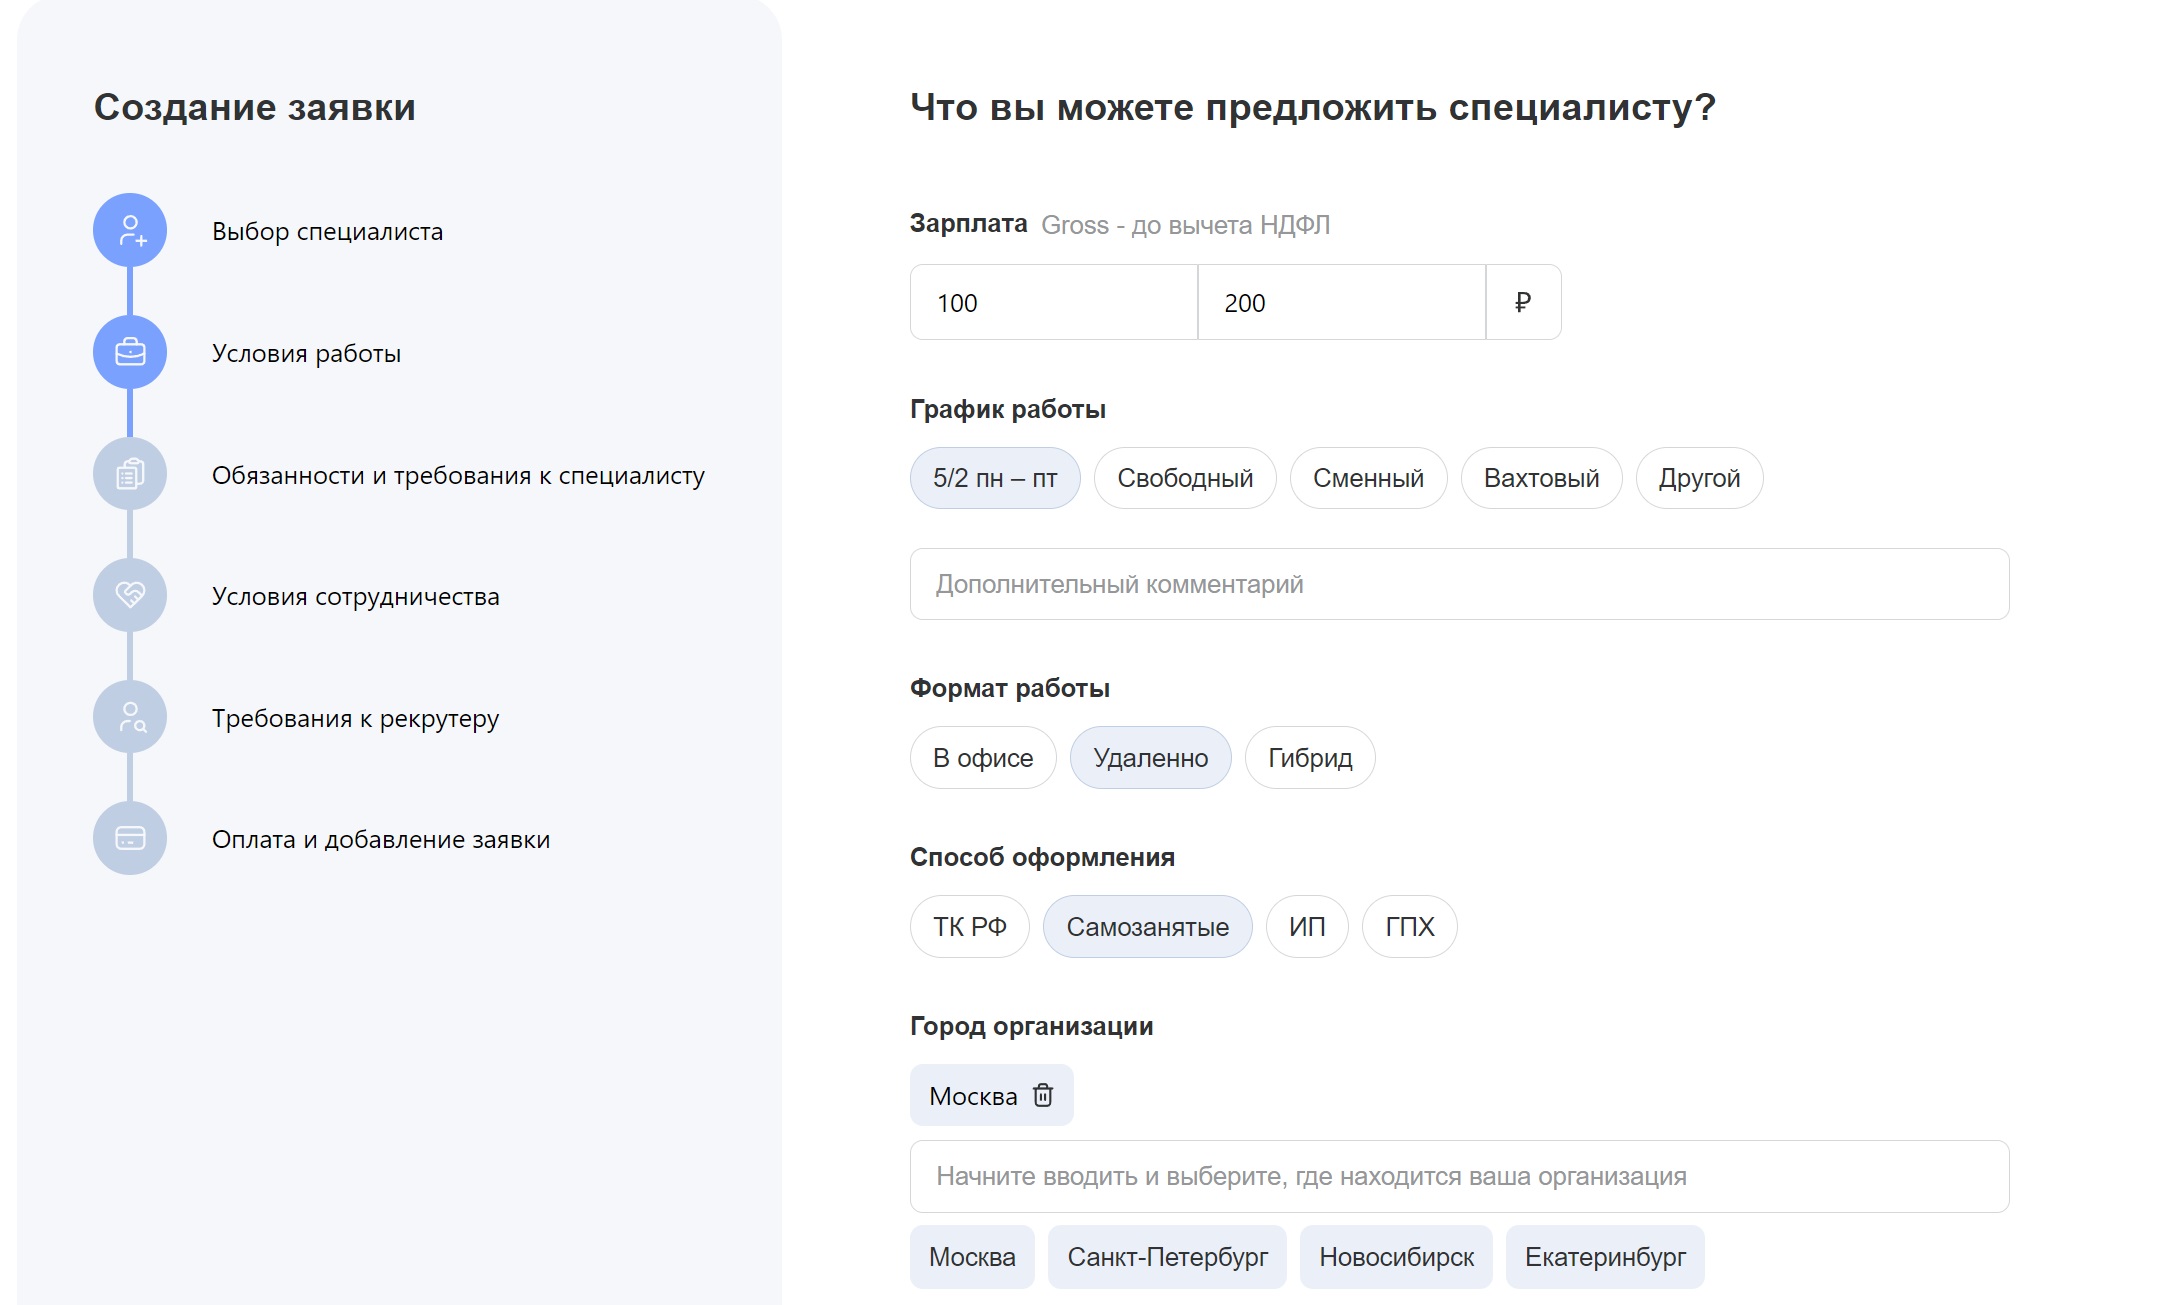 Создание заявки
Выбор специалиста
Условия работы
Обязанности и требования к специалисту
Условия сотрудничества
Требования к рекрутеру
Оплата и добавление заявки
Что вы можете предложить специалисту?
Зарплата Gross - до вычета НДФЛ
100 200 ₽
График работы
5/2 пн – пт Свободный Сменный Вахтовый Другой
Дополнительный комментарий
Формат работы
В офисе Удаленно Гибрид
Способ оформления
ТК РФ Самозанятые ИП ГПХ
Город организации
Москва
Начните вводить и выберите, где находится ваша организация
Москва Санкт-Петербург Новосибирск Екатеринбург